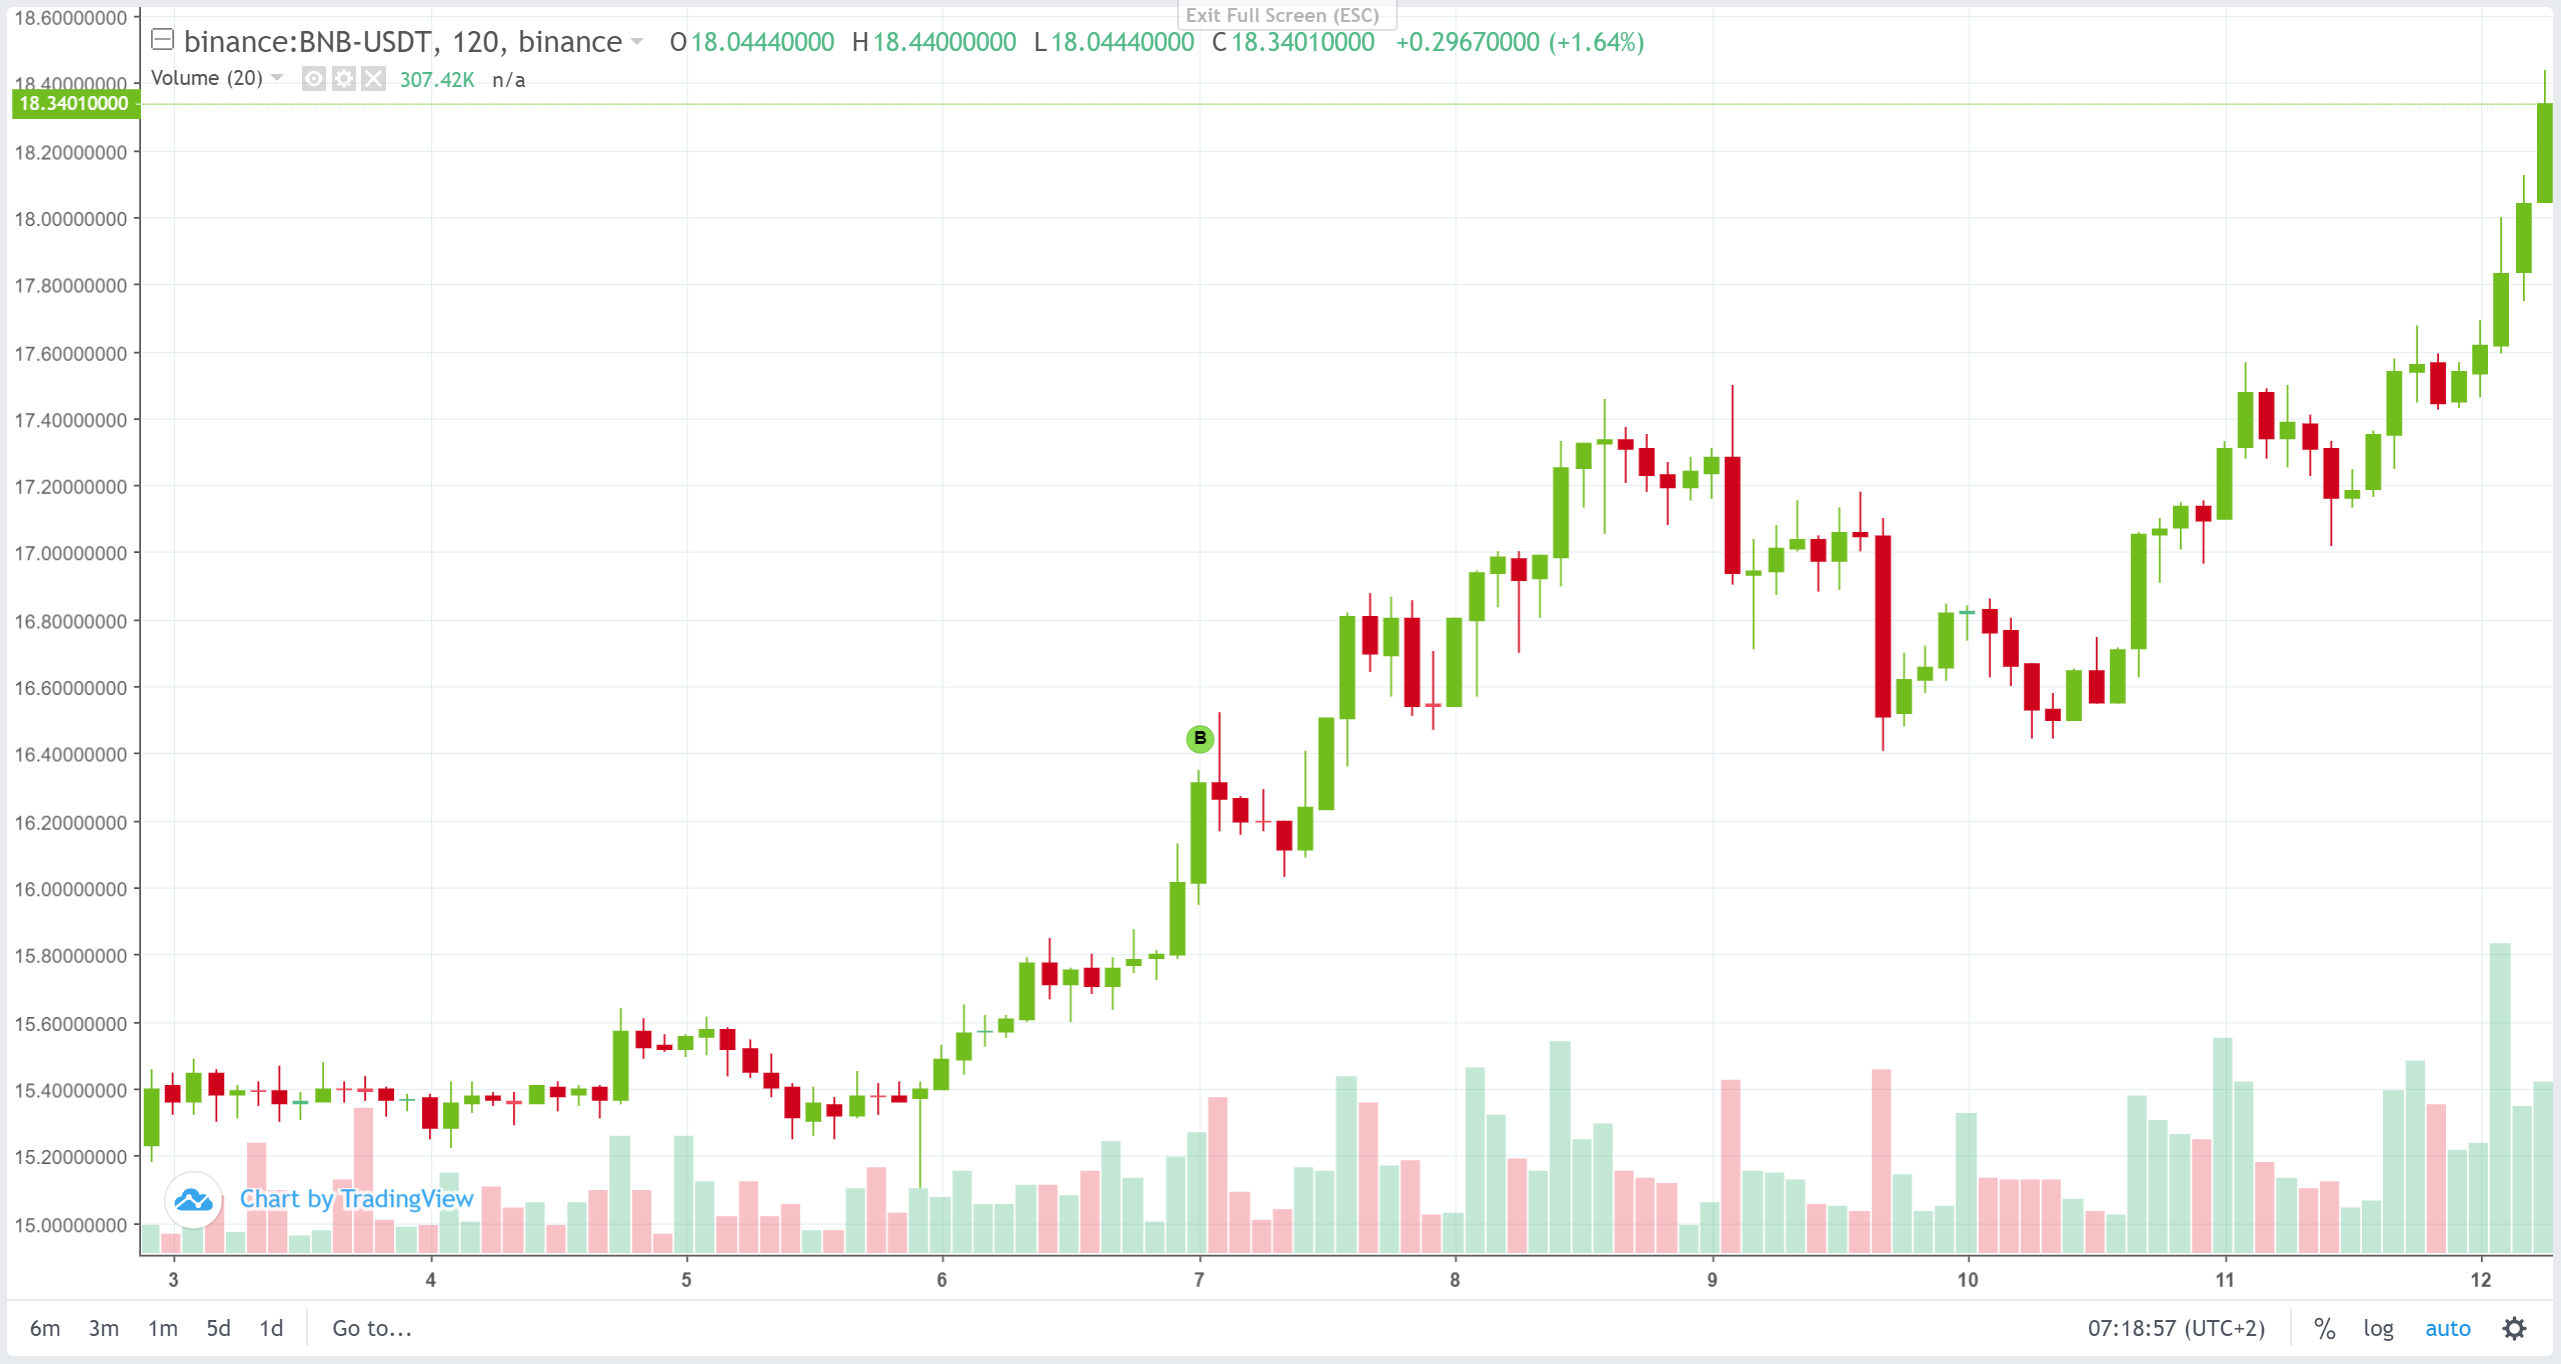 Exit Full Screen (ESC)
binance:BNB-USDT, 120, binance O18.04440000 H18.44000000 L18.04440000 C18.34010000 +0.29670000 (+1.64%)
Volume (20) 307.42K n/a
18.60000000
18.40000000
18.34010000
18.20000000
18.00000000
17.80000000
17.60000000
17.40000000
17.20000000
17.00000000
16.80000000
16.60000000
16.40000000
16.20000000
16.00000000
15.80000000
15.60000000
15.40000000
15.20000000
15.00000000
B
Chart by TradingView
3 4 5 6 7 8 9 10 11 12
6m 3m 1m 5d 1d Go to... 07:18:57 (UTC+2) % log auto